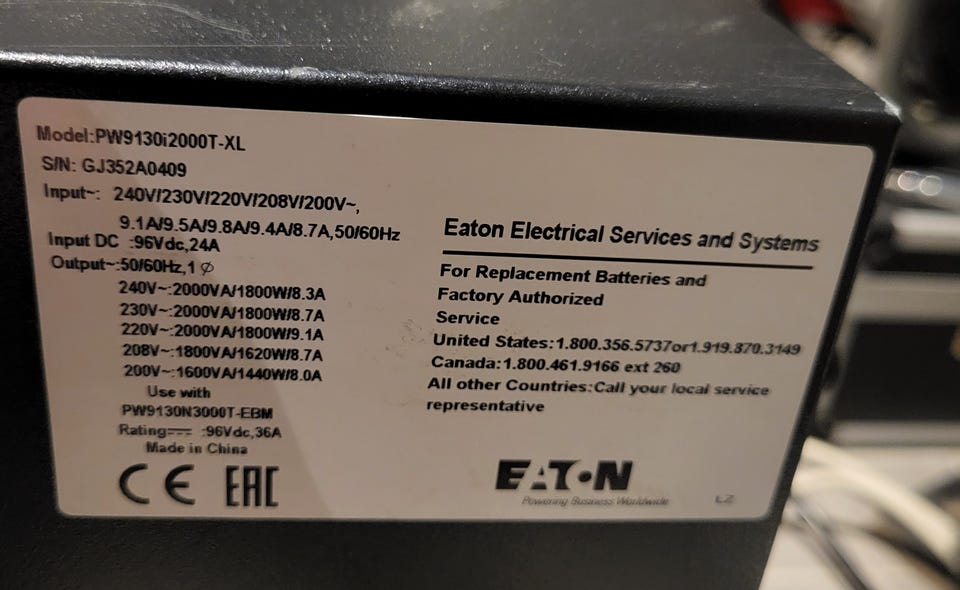 Model:PW9130i2000T-XL
S/N: GJ352A0409
Input~: 240V/230V/220V/208V/200V~,
9.1A/9.5A/9.8A/9.4A/8.7A,50/60Hz
Input DC :96Vdc,24A
Output~:50/60Hz,1 ∅
240V~:2000VA/1800W/8.3A
230V~:2000VA/1800W/8.7A
220V~:2000VA/1800W/9.1A
208V~:1800VA/1620W/8.7A
200V~:1600VA/1440W/8.0A
Use with
PW9130N3000T-EBM
Rating⎓ :96Vdc,36A
Made in China
CE EAC
Eaton Electrical Services and Systems
For Replacement Batteries and
Factory Authorized
Service
United States:1.800.356.5737or1.919.870.3149
Canada:1.800.461.9166 ext 260
All other Countries:Call your local service
representative
EATON
Powering Business Worldwide
LZ